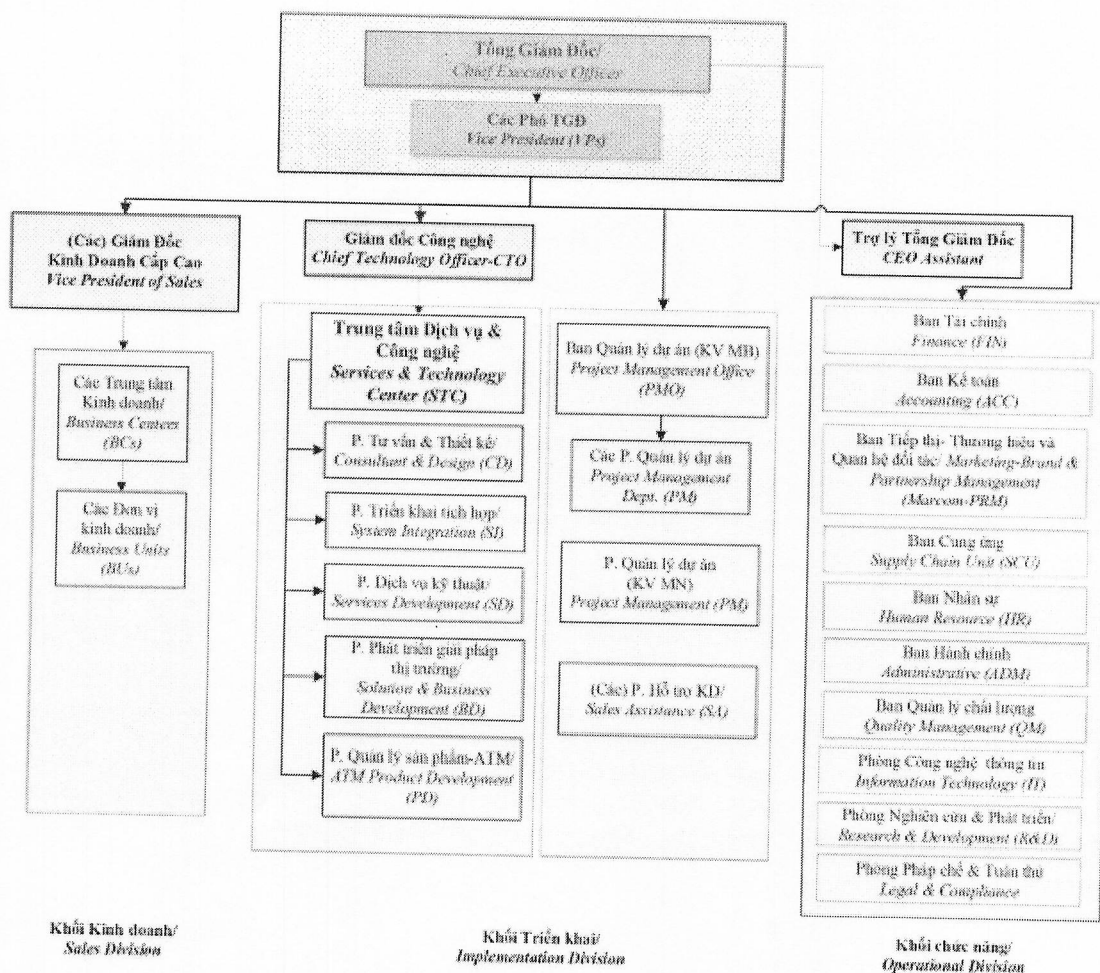 Tổng Giám Đốc/
Chief Executive Officer
Các Phó TGĐ
Vice President (VPs)
(Các) Giám Đốc
Kinh Doanh Cấp Cao
Vice President of Sales
Giám đốc Công nghệ
Chief Technology Officer-CTO
Trợ lý Tổng Giám Đốc
CEO Assistant
Các Trung tâm
Kinh doanh/
Business Centers
(BCs)
Các Đơn vị
kinh doanh/
Business Units
(BUs)
Trung tâm Dịch vụ &
Công nghệ
Services & Technology
Center (STC)
P. Tư vấn & Thiết kế/
Consultant & Design (CD)
P. Triển khai tích hợp/
System Integration (SI)
P. Dịch vụ kỹ thuật/
Services Development (SD)
P. Phát triển giải pháp
thị trường/
Solution & Business
Development (BD)
P. Quản lý sản phẩm-ATM/
ATM Product Development
(PD)
Ban Quản lý dự án (KV MB)
Project Management Office
(PMO)
Các P. Quản lý dự án
Project Management
Dept. (PM)
P. Quản lý dự án
(KV MN)
Project Management (PM)
(Các) P. Hỗ trợ KD/
Sales Assistance (SA)
Ban Tài chính
Finance (FIN)
Ban Kế toán
Accounting (ACC)
Ban Tiếp thị- Thương hiệu và
Quan hệ đối tác/ Marketing-Brand &
Partnership Management
(Marcom-PRM)
Ban Cung ứng
Supply Chain Unit (SCU)
Ban Nhân sự
Human Resource (HR)
Ban Hành chính
Administrative (ADM)
Ban Quản lý chất lượng
Quality Management (QM)
Phòng Công nghệ thông tin
Information Technology (IT)
Phòng Nghiên cứu & Phát triển/
Research & Development (R&D)
Phòng Pháp chế & Tuân thủ
Legal & Compliance
Khối Kinh doanh/
Sales Division
Khối Triển khai/
Implementation Division
Khối chức năng/
Operational Division